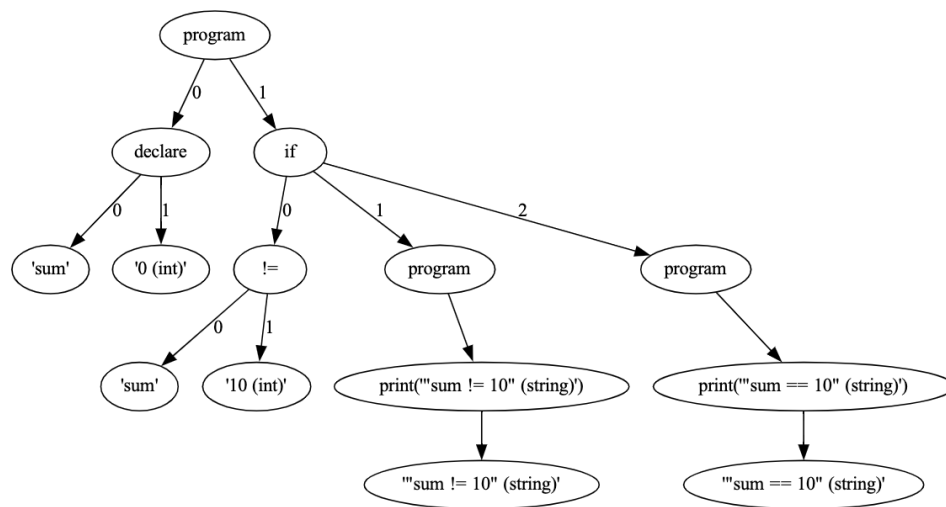 program
0
1
declare
if
0
1
0
1
2
'sum'
'0 (int)'
!=
program
program
0
1
'sum'
'10 (int)'
print('"sum != 10" (string)')
print('"sum == 10" (string)')
'"sum != 10" (string)'
'"sum == 10" (string)'